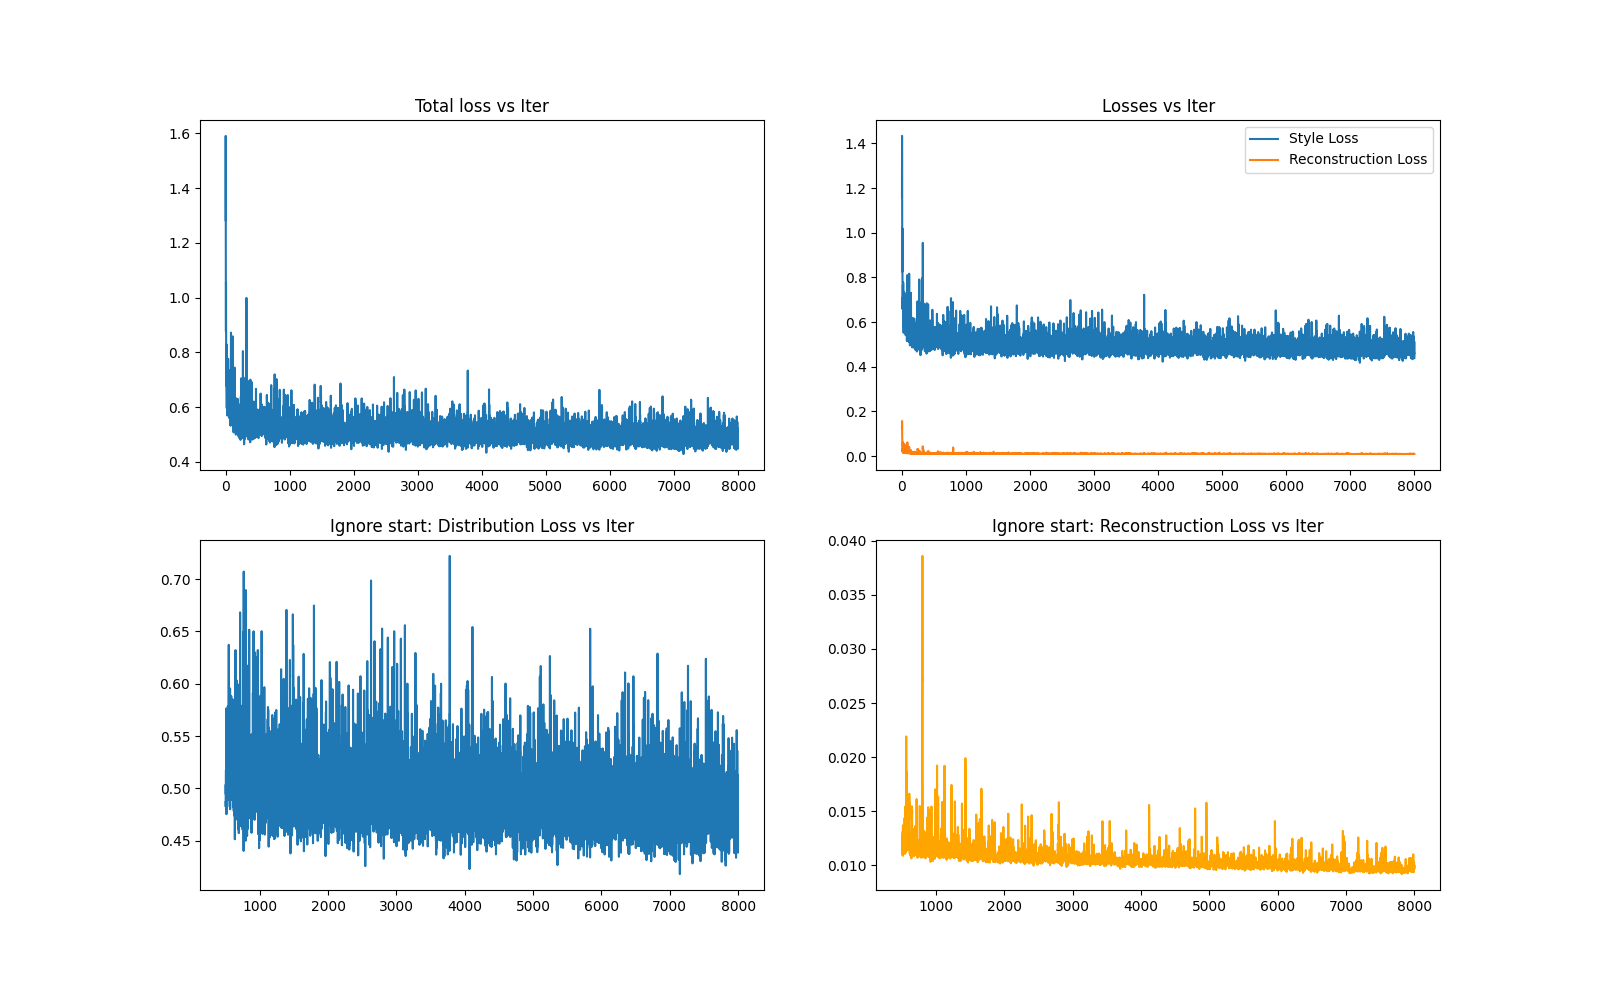 Total loss vs Iter
1.6
1.4
1.2
1.0
0.8
0.6
0.4
0 1000 2000 3000 4000 5000 6000 7000 8000
Losses vs Iter
Style Loss
Reconstruction Loss
1.4
1.2
1.0
0.8
0.6
0.4
0.2
0.0
0 1000 2000 3000 4000 5000 6000 7000 8000
Ignore start: Distribution Loss vs Iter
0.70
0.65
0.60
0.55
0.50
0.45
1000 2000 3000 4000 5000 6000 7000 8000
Ignore start: Reconstruction Loss vs Iter
0.040
0.035
0.030
0.025
0.020
0.015
0.010
1000 2000 3000 4000 5000 6000 7000 8000